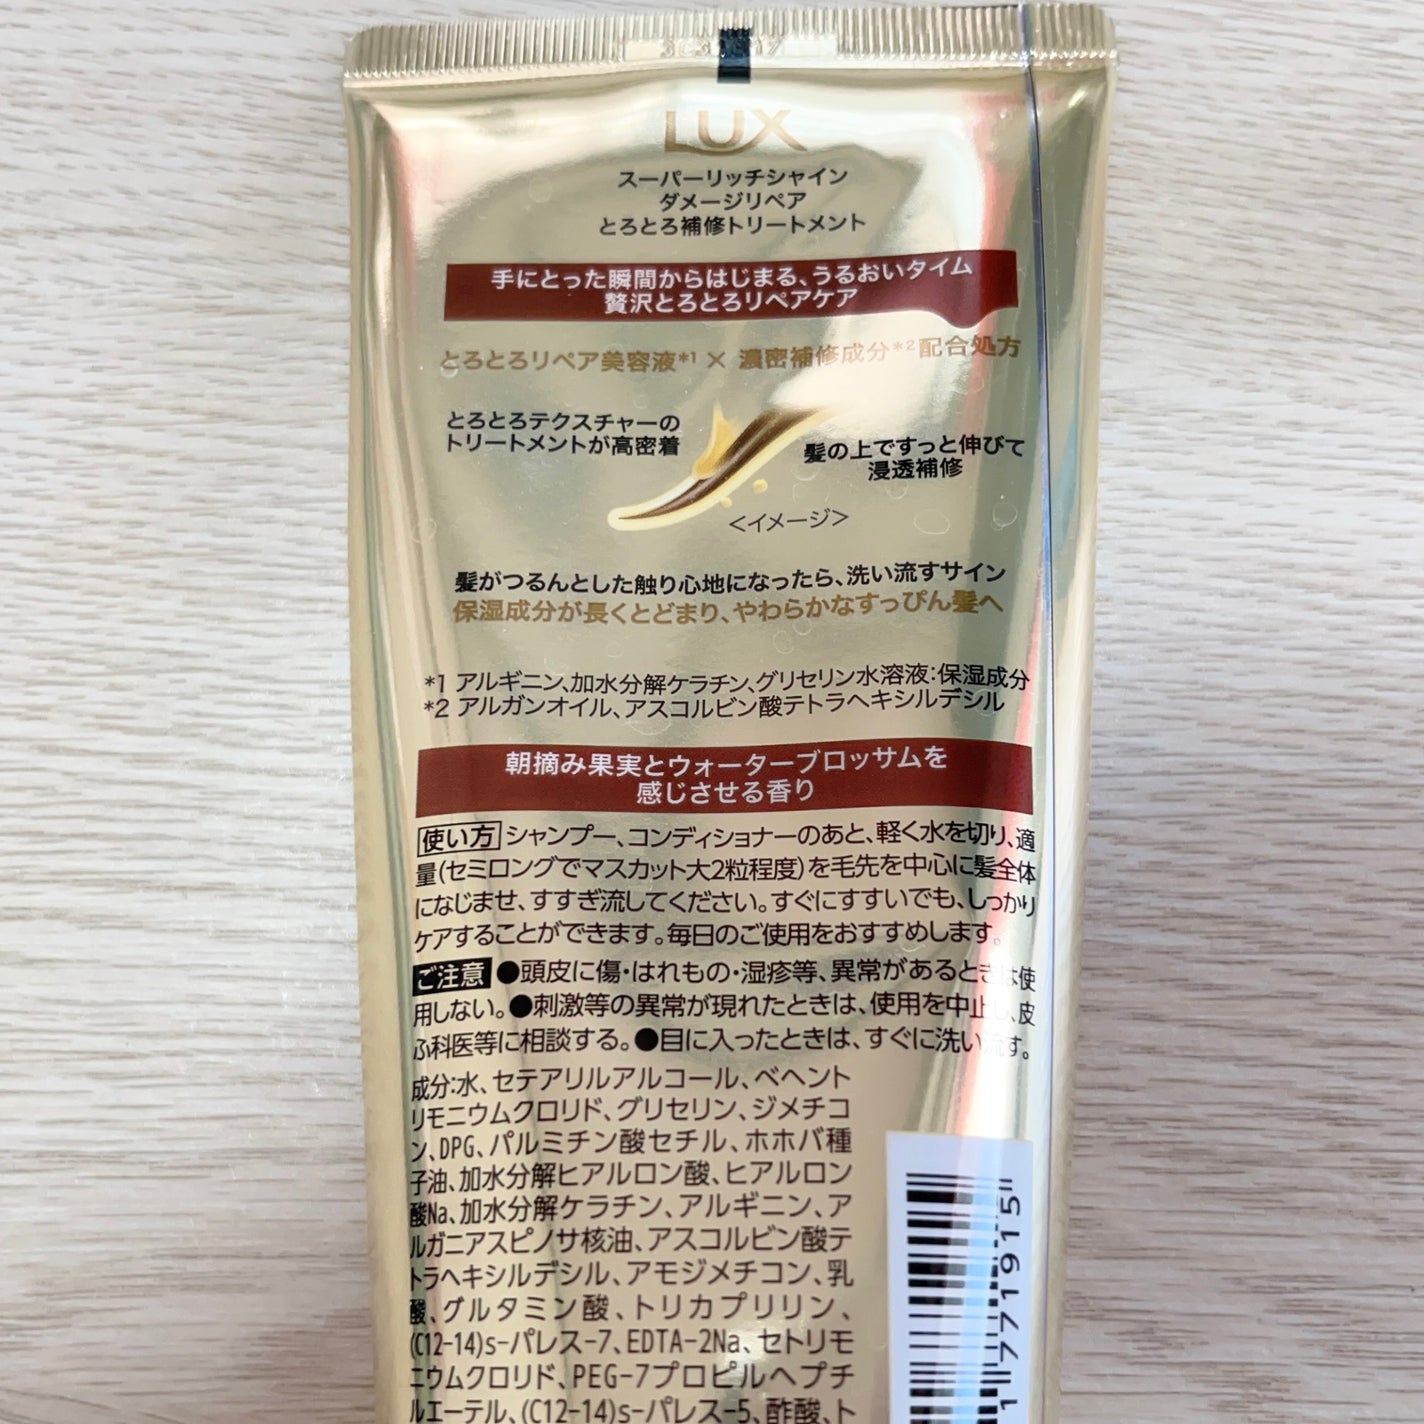 LUX
スーパーリッチシャイン
ダメージリペア
とろとろ補修トリートメント
手にとった瞬間からはじまる、うるおいタイム
贅沢とろとろリペアケア
とろとろリペア美容液*1 × 濃密補修成分*2配合処方
とろとろテクスチャーの
トリートメントが高密着
髪の上ですっと伸びて
浸透補修
＜イメージ＞
髪がつるんとした触り心地になったら、洗い流すサイン
保湿成分が長くとどまり、やわらかなすっぴん髪へ
*1 アルギニン、加水分解ケラチン、グリセリン水溶液：保湿成分
*2 アルガンオイル、アスコルビン酸テトラヘキシルデシル
朝摘み果実とウォーターブロッサムを
感じさせる香り
使い方 シャンプー、コンディショナーのあと、軽く水を切り、適
量(セミロングでマスカット大2粒程度)を毛先を中心に髪全体
になじませ、すすぎ流してください。すぐにすすいでも、しっかり
ケアすることができます。毎日のご使用をおすすめします。
ご注意 ●頭皮に傷・はれもの・湿疹等、異常があるときは使
用しない。●刺激等の異常が現れたときは、使用を中止し、皮
ふ科医等に相談する。●目に入ったときは、すぐに洗い流す。
成分：水、セテアリルアルコール、ベヘント
リモニウムクロリド、グリセリン、ジメチコ
ン、DPG、パルミチン酸セチル、ホホバ種
子油、加水分解ヒアルロン酸、ヒアルロン
酸Na、加水分解ケラチン、アルギニン、ア
ルガニアスピノサ核油、アスコルビン酸テ
トラヘキシルデシル、アモジメチコン、乳
酸、グルタミン酸、トリカプリリン、
(C12-14)s-パレス-7、EDTA-2Na、セトリモ
ニウムクロリド、PEG-7プロピルヘプチ
ルエーテル、(C12-14)s-パレス-5、酢酸、ト